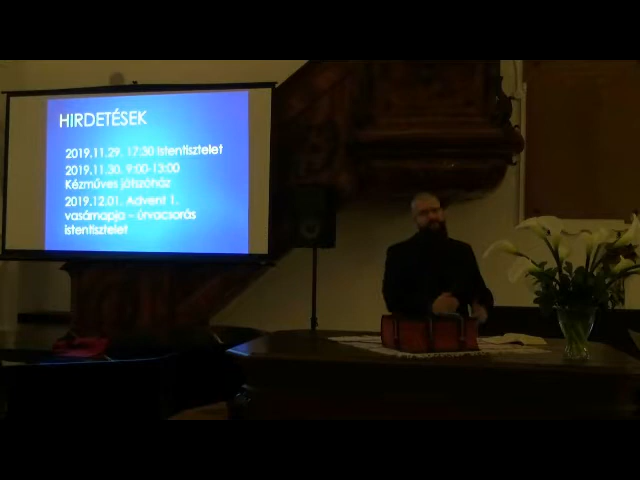 HIRDETÉSEK
2019.11.29. 17:30 Istentisztelet
2019.11.30. 9:00-13:00
Kézműves játszóház
2019.12.01. Advent 1.
vasárnapja – úrvacsorás
istentisztelet